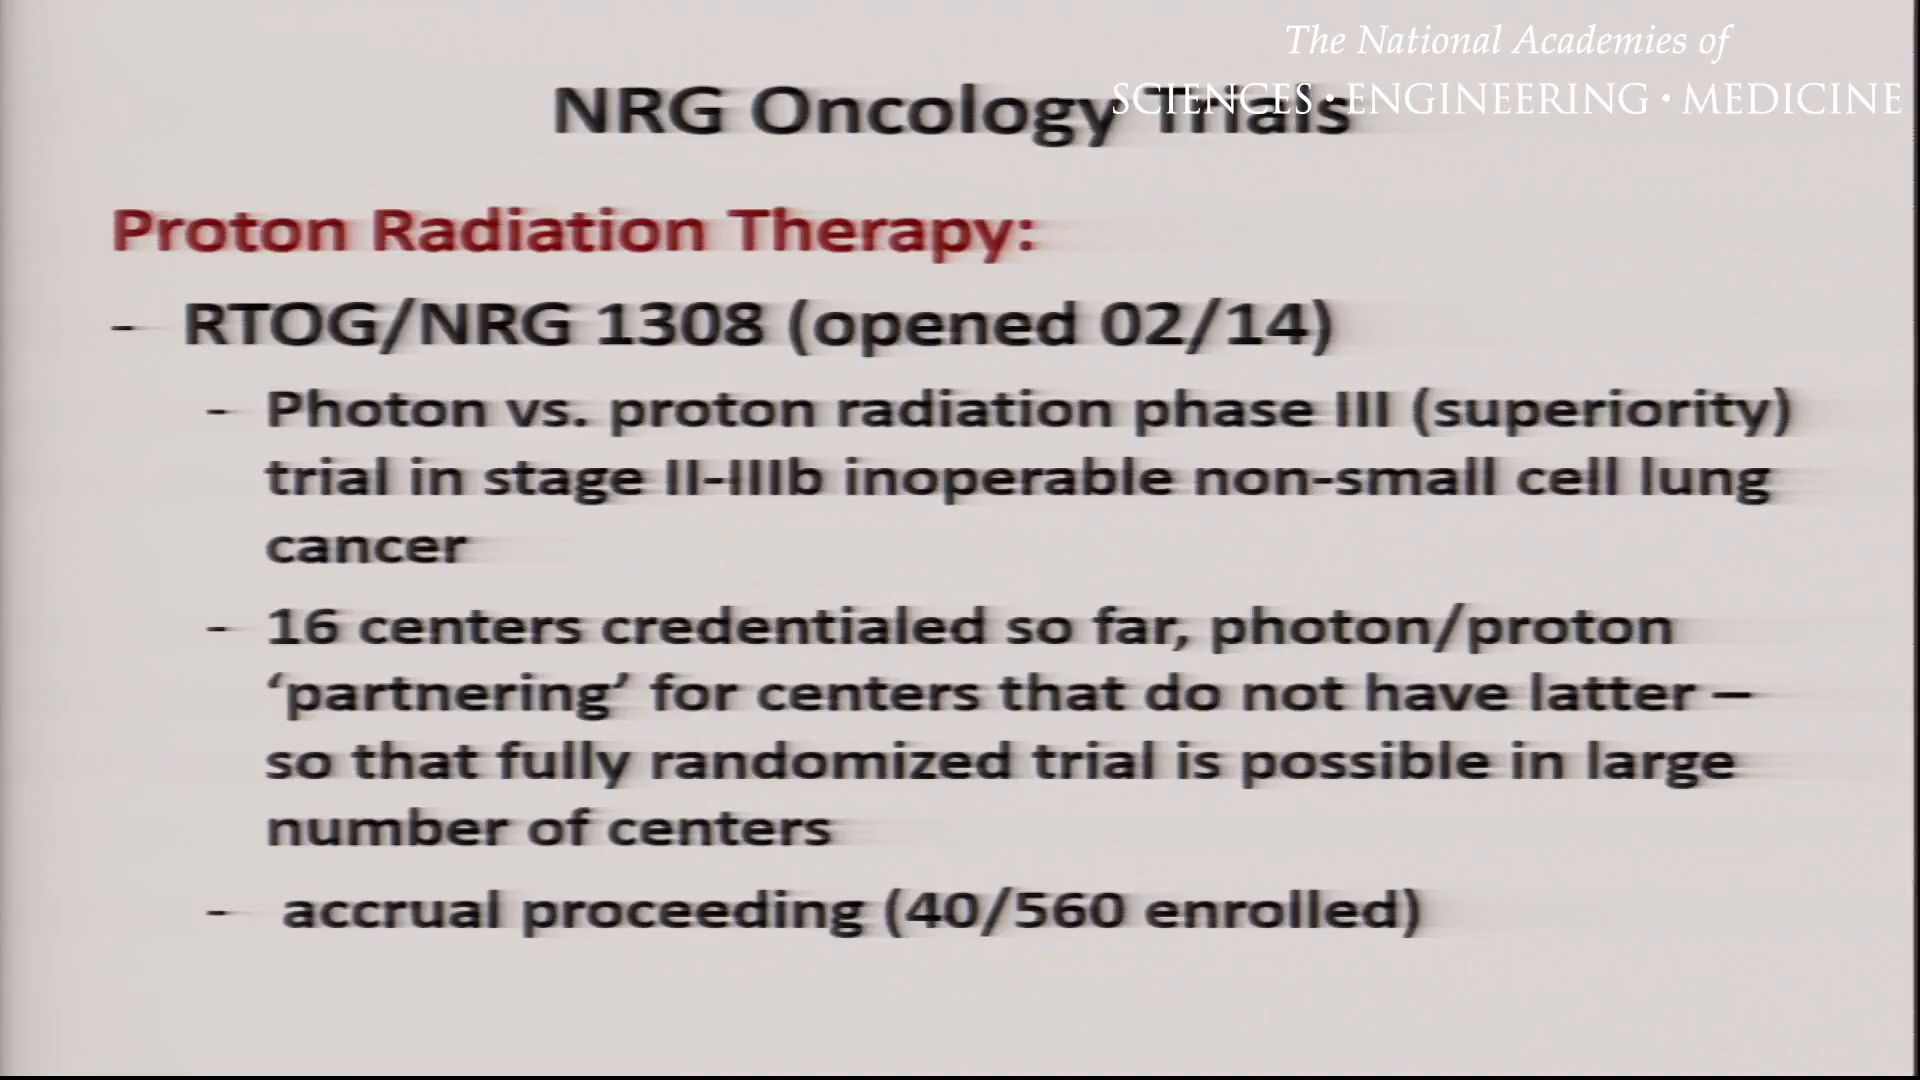 The National Academies of
SCIENCES • ENGINEERING • MEDICINE
NRG Oncology Trials
Proton Radiation Therapy:
- RTOG/NRG 1308 (opened 02/14)
- Photon vs. proton radiation phase III (superiority)
trial in stage II-IIIb inoperable non-small cell lung
cancer
- 16 centers credentialed so far, photon/proton
‘partnering’ for centers that do not have latter –
so that fully randomized trial is possible in large
number of centers
- accrual proceeding (40/560 enrolled)